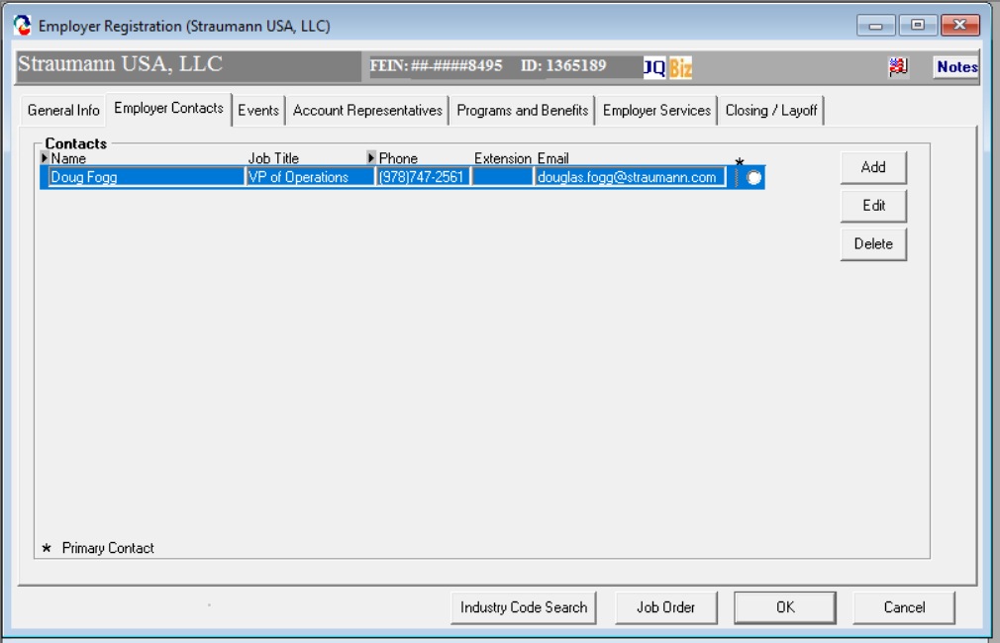 Employer Registration (Straumann USA, LLC)
Straumann USA, LLC FEIN: ##-####8495 ID: 1365189 JQ Biz Notes
General Info Employer Contacts Events Account Representatives Programs and Benefits Employer Services Closing / Layoff
Contacts
Name Job Title Phone Extension Email *
Doug Fogg VP of Operations (978)747-2561 douglas.fogg@straumann.com
Add
Edit
Delete
* Primary Contact
Industry Code Search Job Order OK Cancel